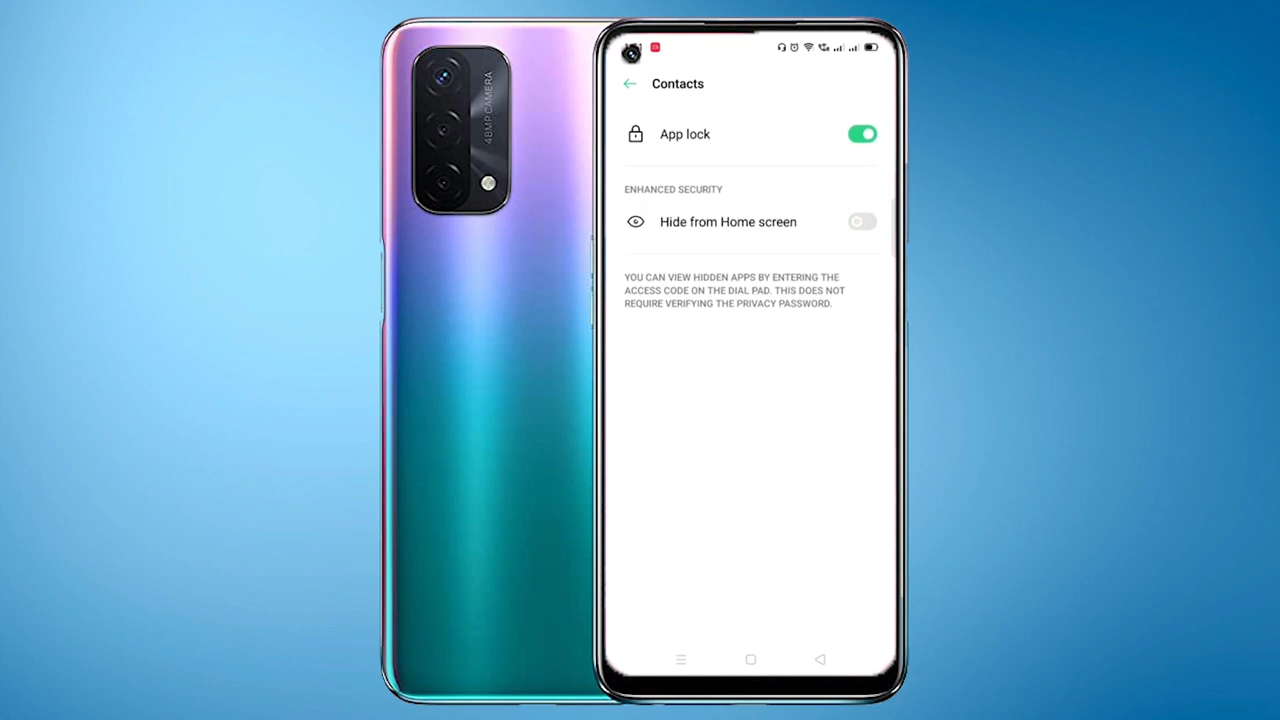 48MP CAMERA
Contacts
App lock
ENHANCED SECURITY
Hide from Home screen
YOU CAN VIEW HIDDEN APPS BY ENTERING THE
ACCESS CODE ON THE DIAL PAD. THIS DOES NOT
REQUIRE VERIFYING THE PRIVACY PASSWORD.